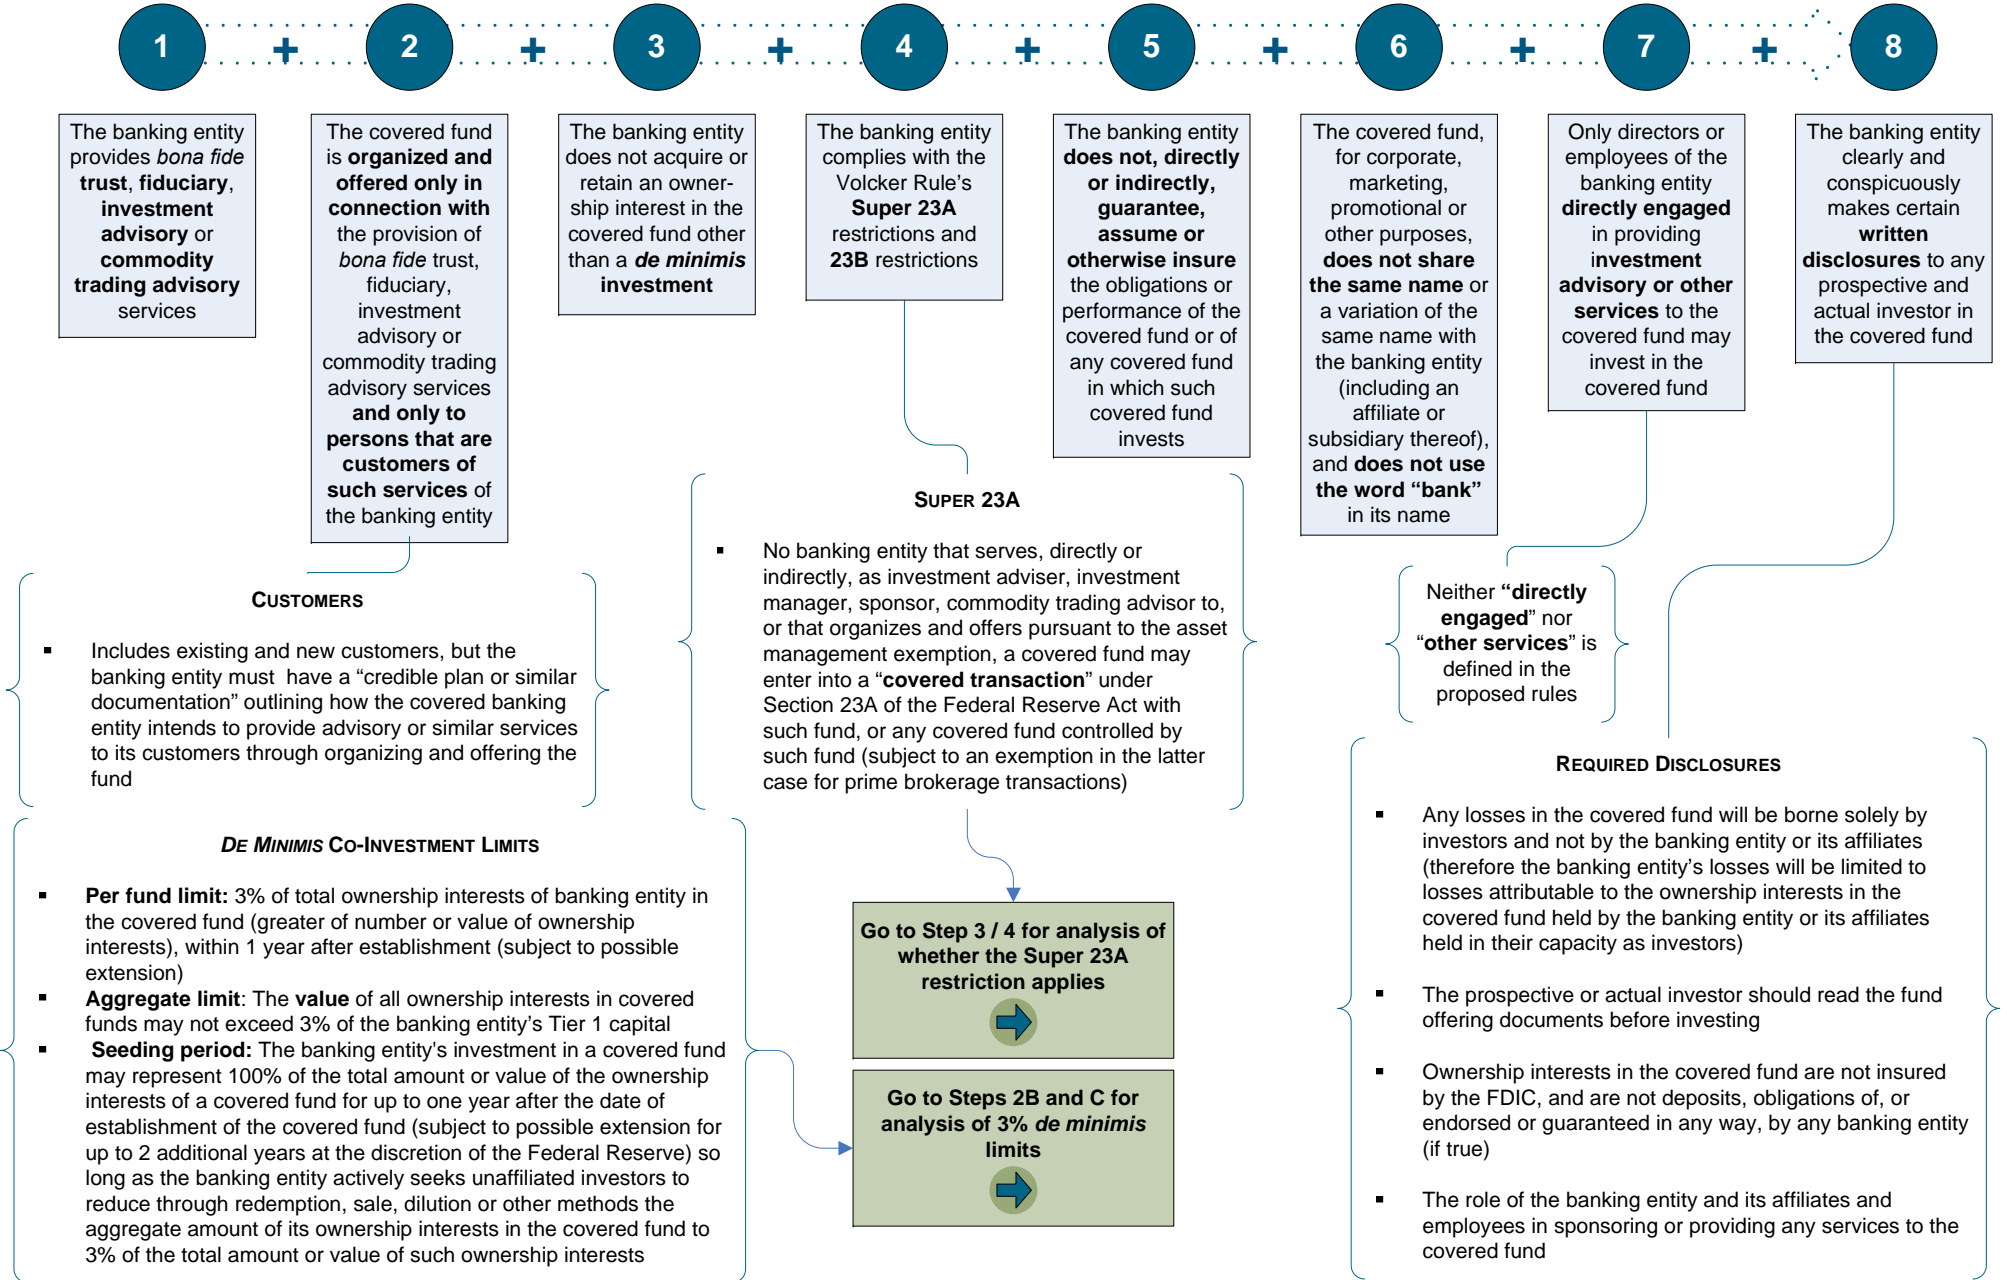 1 + 2 + 3 + 4 + 5 + 6 + 7 + 8
The banking entity
provides bona fide
trust, fiduciary,
investment
advisory or
commodity
trading advisory
services
The covered fund
is organized and
offered only in
connection with
the provision of
bona fide trust,
fiduciary,
investment
advisory or
commodity trading
advisory services
and only to
persons that are
customers of
such services of
the banking entity
The banking entity
does not acquire or
retain an owner-
ship interest in the
covered fund other
than a de minimis
investment
The banking entity
complies with the
Volcker Rule's
Super 23A
restrictions and
23B restrictions
The banking entity
does not, directly
or indirectly,
guarantee,
assume or
otherwise insure
the obligations or
performance of the
covered fund or of
any covered fund
in which such
covered fund
invests
The covered fund,
for corporate,
marketing,
promotional or
other purposes,
does not share
the same name or
a variation of the
same name with
the banking entity
(including an
affiliate or
subsidiary thereof),
and does not use
the word “bank”
in its name
Only directors or
employees of the
banking entity
directly engaged
in providing
investment
advisory or other
services to the
covered fund may
invest in the
covered fund
The banking entity
clearly and
conspicuously
makes certain
written
disclosures to any
prospective and
actual investor in
the covered fund
CUSTOMERS
▪ Includes existing and new customers, but the
banking entity must  have a “credible plan or similar
documentation” outlining how the covered banking
entity intends to provide advisory or similar services
to its customers through organizing and offering the
fund
DE MINIMIS CO-INVESTMENT LIMITS
▪ Per fund limit: 3% of total ownership interests of banking entity in
the covered fund (greater of number or value of ownership
interests), within 1 year after establishment (subject to possible
extension)
▪ Aggregate limit: The value of all ownership interests in covered
funds may not exceed 3% of the banking entity’s Tier 1 capital
▪ Seeding period: The banking entity's investment in a covered fund
may represent 100% of the total amount or value of the ownership
interests of a covered fund for up to one year after the date of
establishment of the covered fund (subject to possible extension for
up to 2 additional years at the discretion of the Federal Reserve) so
long as the banking entity actively seeks unaffiliated investors to
reduce through redemption, sale, dilution or other methods the
aggregate amount of its ownership interests in the covered fund to
3% of the total amount or value of such ownership interests
SUPER 23A
▪ No banking entity that serves, directly or
indirectly, as investment adviser, investment
manager, sponsor, commodity trading advisor to,
or that organizes and offers pursuant to the asset
management exemption, a covered fund may
enter into a “covered transaction” under
Section 23A of the Federal Reserve Act with
such fund, or any covered fund controlled by
such fund (subject to an exemption in the latter
case for prime brokerage transactions)
Go to Step 3 / 4 for analysis of
whether the Super 23A
restriction applies
Go to Steps 2B and C for
analysis of 3% de minimis
limits
Neither “directly
engaged” nor
“other services” is
defined in the
proposed rules
REQUIRED DISCLOSURES
▪ Any losses in the covered fund will be borne solely by
investors and not by the banking entity or its affiliates
(therefore the banking entity’s losses will be limited to
losses attributable to the ownership interests in the
covered fund held by the banking entity or its affiliates
held in their capacity as investors)
▪ The prospective or actual investor should read the fund
offering documents before investing
▪ Ownership interests in the covered fund are not insured
by the FDIC, and are not deposits, obligations of, or
endorsed or guaranteed in any way, by any banking entity
(if true)
▪ The role of the banking entity and its affiliates and
employees in sponsoring or providing any services to the
covered fund